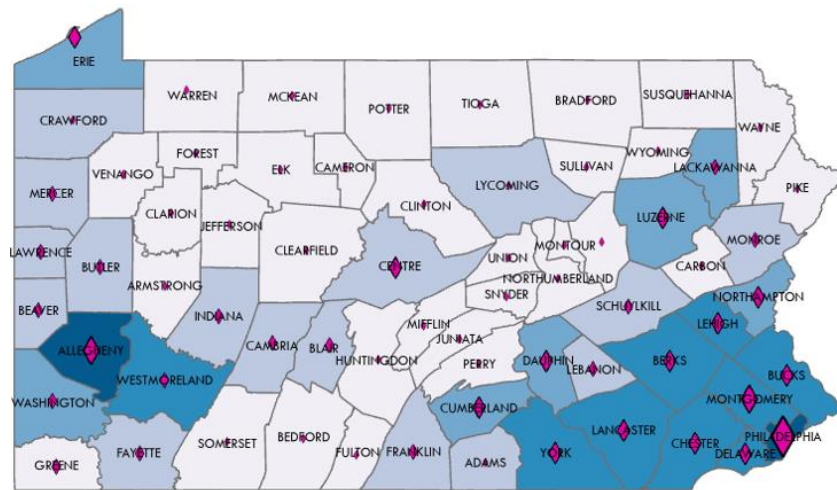 ERIE
CRAWFORD
WARREN
MCKEAN
POTTER
TIOGA
BRADFORD
SUSQUEHANNA
WAYNE
WYOMING
LACKAWANNA
PIKE
MERCER
VENANGO
FOREST
ELK
CAMERON
CLINTON
LYCOMING
SULLIVAN
LUZERNE
CLARION
JEFFERSON
CLEARFIELD
CENTRE
UNION
MONTOUR
MONROE
CARBON
LAWRENCE
BUTLER
ARMSTRONG
NORTHUMBERLAND
SNYDER
SCHUYLKILL
NORTHAMPTON
BEAVER
INDIANA
CAMBRIA
BLAIR
HUNTINGDON
MIFFLIN
JUNIATA
PERRY
DAUPHIN
LEBANON
BERKS
LEHIGH
BUCKS
ALLEGHENY
WESTMORELAND
WASHINGTON
CUMBERLAND
MONTGOMERY
PHILADELPHIA
GREENE
FAYETTE
SOMERSET
BEDFORD
FULTON
FRANKLIN
ADAMS
YORK
LANCASTER
CHESTER
DELAWARE